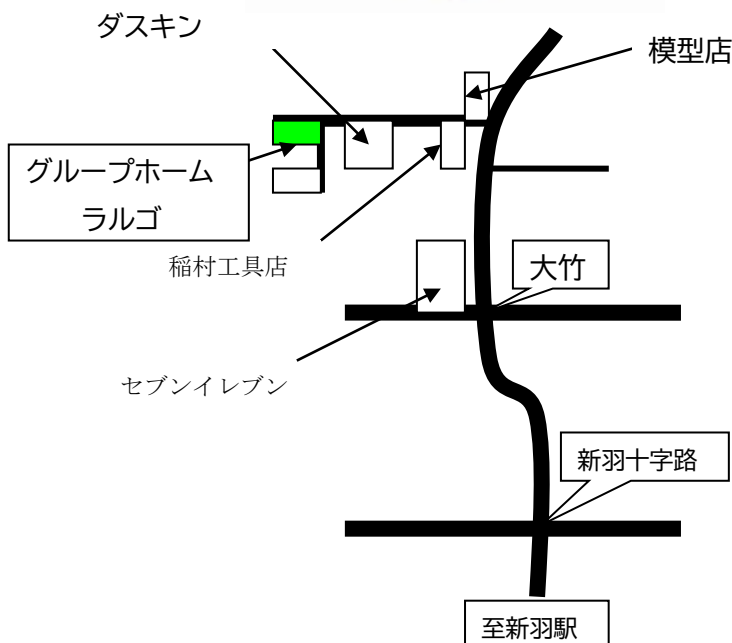 ダスキン
模型店
グループホーム
ラルゴ
稲村工具店
大竹
セブンイレブン
新羽十字路
至新羽駅